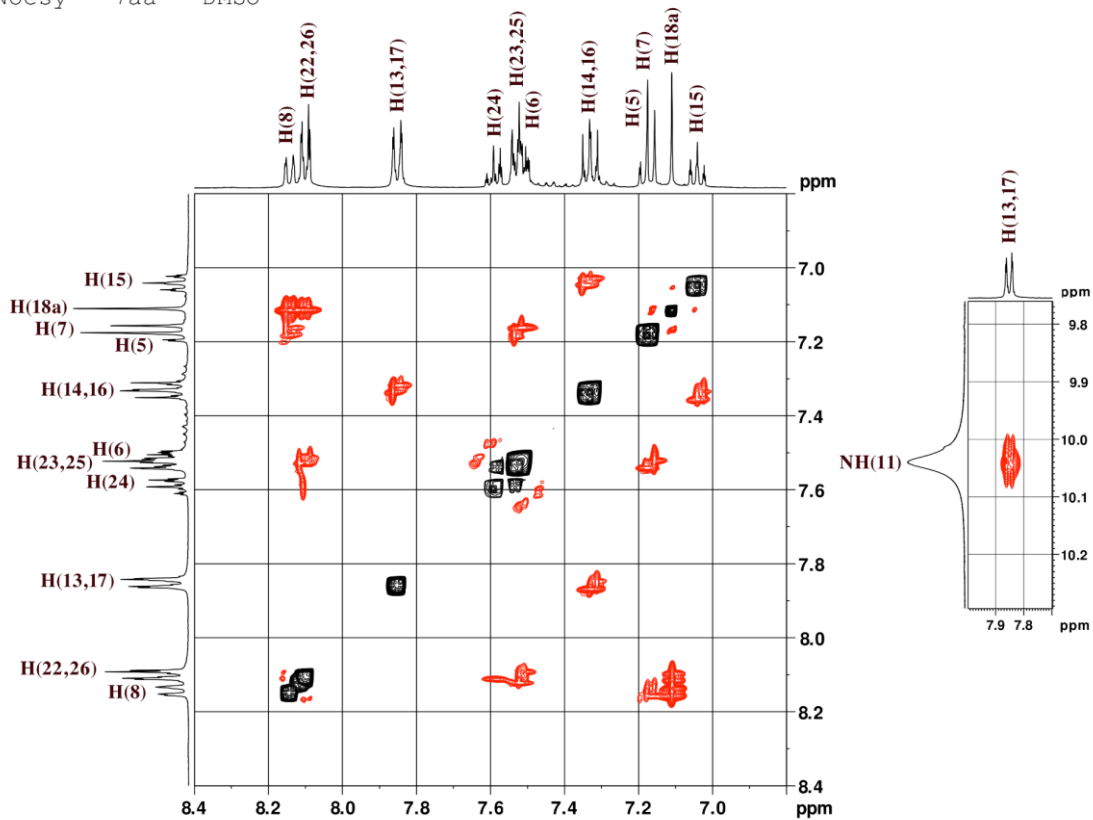 Noesy 7aa DMSO
H(8)
H(22,26)
H(13,17)
H(24)
H(23,25)
H(6)
H(14,16)
H(5)
H(7)
H(18a)
H(15)
ppm
H(15)
H(18a)
H(7)
H(5)
H(14,16)
H(6)
H(23,25)
H(24)
H(13,17)
H(22,26)
H(8)
7.0
7.2
7.4
7.6
7.8
8.0
8.2
8.4
8.4 8.2 8.0 7.8 7.6 7.4 7.2 7.0 ppm
H(13,17)
ppm
9.8
9.9
10.0
NH(11)
10.1
10.2
7.9 7.8 ppm